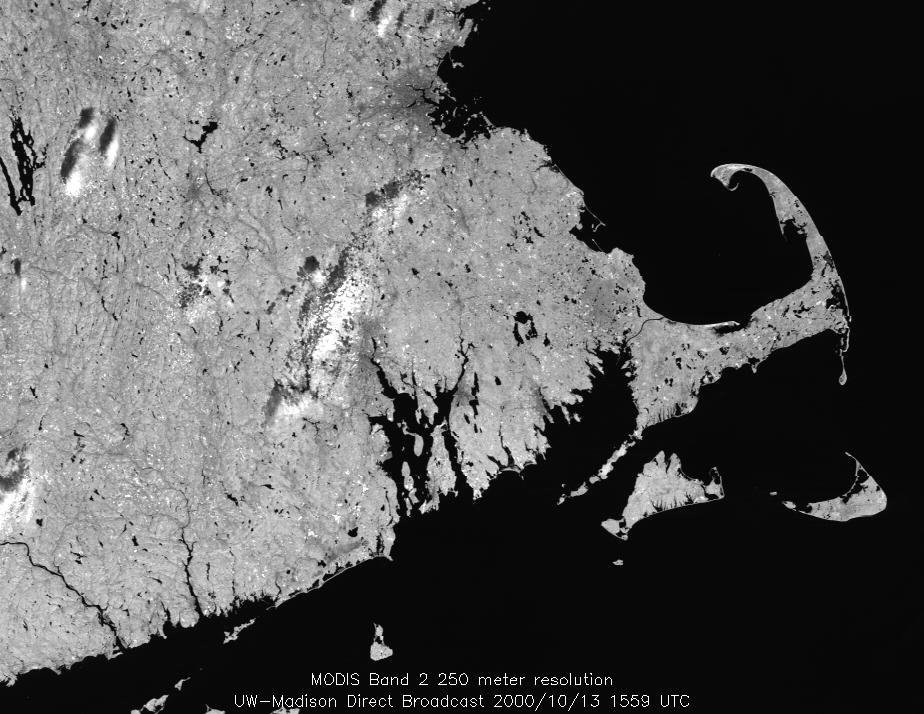 MODIS Band 2 250 meter resolution
UW-Madison Direct Broadcast 2000/10/13 1559 UTC